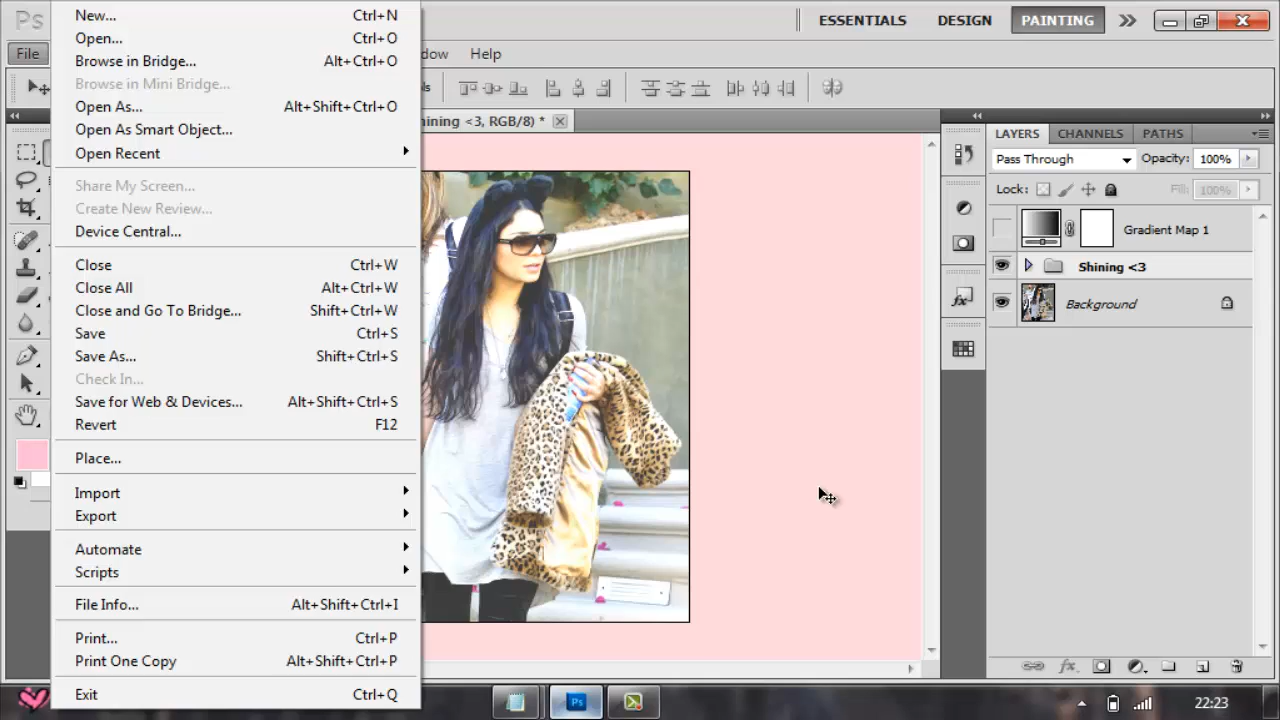 Ps
ESSENTIALS
DESIGN
PAINTING
File
dow
Help
New... Ctrl+N
Open... Ctrl+O
Browse in Bridge... Alt+Ctrl+O
Browse in Mini Bridge...
Open As... Alt+Shift+Ctrl+O
Open As Smart Object...
Open Recent
Share My Screen...
Create New Review...
Device Central...
Close Ctrl+W
Close All Alt+Ctrl+W
Close and Go To Bridge... Shift+Ctrl+W
Save Ctrl+S
Save As... Shift+Ctrl+S
Check In...
Save for Web & Devices... Alt+Shift+Ctrl+S
Revert F12
Place...
Import
Export
Automate
Scripts
File Info... Alt+Shift+Ctrl+I
Print... Ctrl+P
Print One Copy Alt+Shift+Ctrl+P
Exit Ctrl+Q
ls
hining <3, RGB/8) *
LAYERS CHANNELS PATHS
Pass Through Opacity: 100%
Lock: Fill: 100%
Gradient Map 1
Shining <3
Background
fx
fx
Ps
22:23